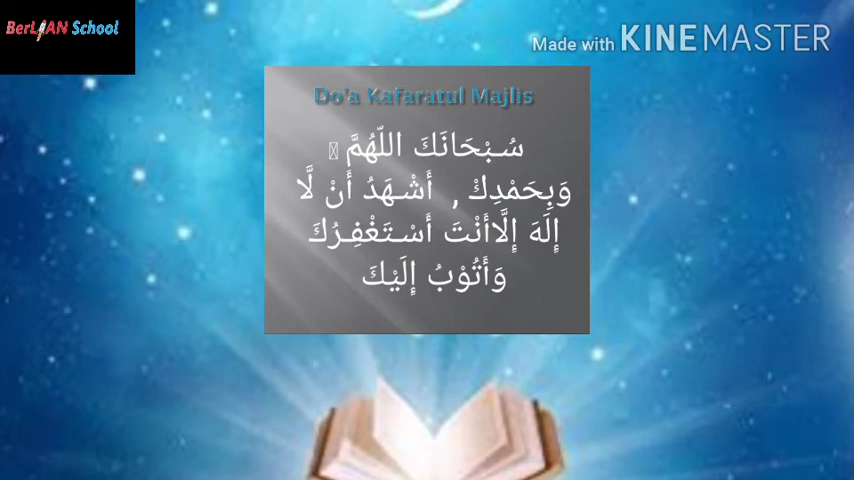 BerLIAN School
Made with KINEMASTER
Do'a Kafaratul Majlis
سُبْحَانَكَ اللّهُمَّ
وَبِحَمْدِكْ , أَشْهَدُ أَنْ لَّا
إِلَهَ إِلَّاأَنْتَ أَسْتَغْفِرُكَ
وَأَتُوْبُ إِلَيْكَ